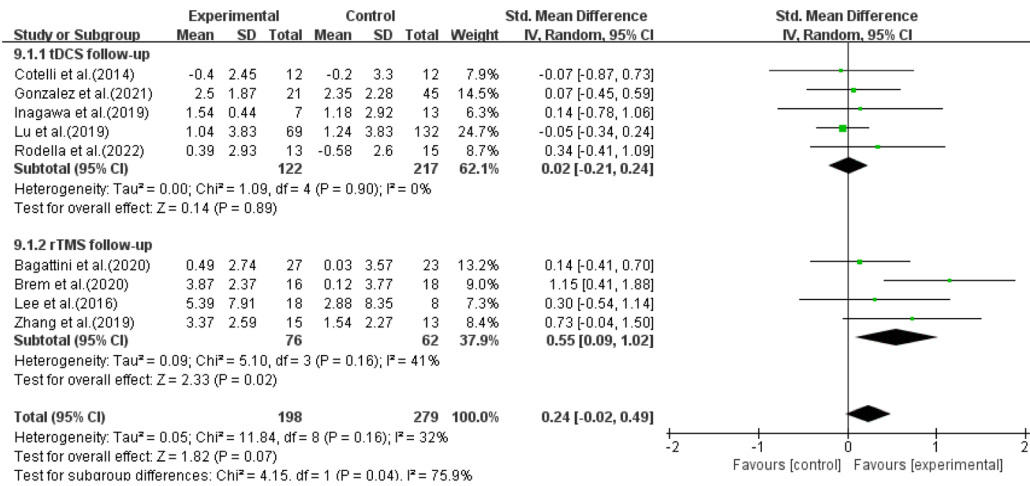 Experimental Control Std. Mean Difference Std. Mean Difference
Study or Subgroup Mean SD Total Mean SD Total Weight IV, Random, 95% CI IV, Random, 95% CI
9.1.1 tDCS follow-up
Cotelli et al.(2014) -0.4 2.45 12 -0.2 3.3 12 7.9% -0.07 [-0.87, 0.73]
Gonzalez et al.(2021) 2.5 1.87 21 2.35 2.28 45 14.5% 0.07 [-0.45, 0.59]
Inagawa et al.(2019) 1.54 0.44 7 1.18 2.92 13 6.3% 0.14 [-0.78, 1.06]
Lu et al.(2019) 1.04 3.83 69 1.24 3.83 132 24.7% -0.05 [-0.34, 0.24]
Rodella et al.(2022) 0.39 2.93 13 -0.58 2.6 15 8.7% 0.34 [-0.41, 1.09]
Subtotal (95% CI) 122 217 62.1% 0.02 [-0.21, 0.24]
Heterogeneity: Tau² = 0.00; Chi² = 1.09, df = 4 (P = 0.90); I² = 0%
Test for overall effect: Z = 0.14 (P = 0.89)
9.1.2 rTMS follow-up
Bagattini et al.(2020) 0.49 2.74 27 0.03 3.57 23 13.2% 0.14 [-0.41, 0.70]
Brem et al.(2020) 3.87 2.37 16 0.12 3.77 18 9.0% 1.15 [0.41, 1.88]
Lee et al.(2016) 5.39 7.91 18 2.88 8.35 8 7.3% 0.30 [-0.54, 1.14]
Zhang et al.(2019) 3.37 2.59 15 1.54 2.27 13 8.4% 0.73 [-0.04, 1.50]
Subtotal (95% CI) 76 62 37.9% 0.55 [0.09, 1.02]
Heterogeneity: Tau² = 0.09; Chi² = 5.10, df = 3 (P = 0.16); I² = 41%
Test for overall effect: Z = 2.33 (P = 0.02)
Total (95% CI) 198 279 100.0% 0.24 [-0.02, 0.49]
Heterogeneity: Tau² = 0.05; Chi² = 11.84, df = 8 (P = 0.16); I² = 32%
Test for overall effect: Z = 1.82 (P = 0.07)
Test for subgroup differences: Chi² = 4.15, df = 1 (P = 0.04), I² = 75.9%
-2 -1 0 1 2
Favours [control] Favours [experimental]